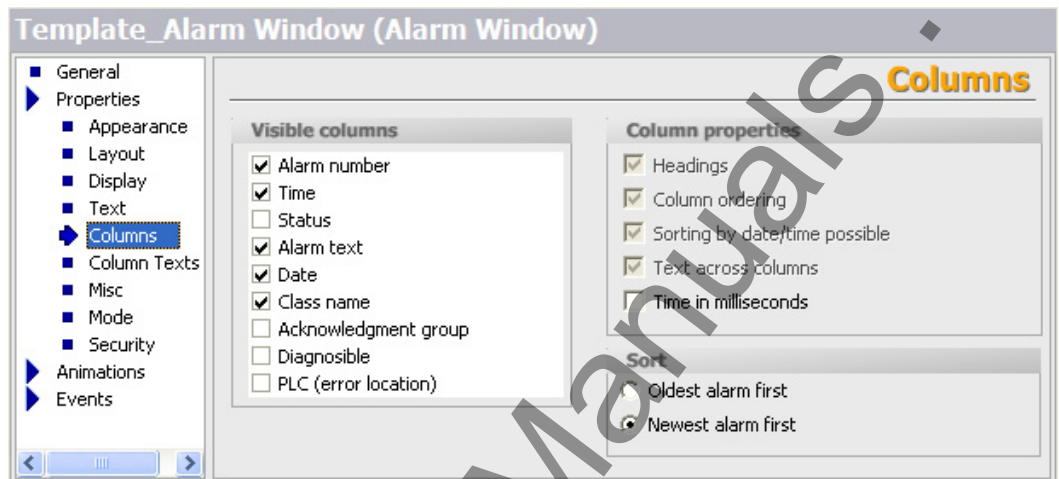 Template_Alarm Window (Alarm Window)
General
Properties
Appearance
Layout
Display
Text
Columns
Column Texts
Misc
Mode
Security
Animations
Events
Columns
Visible columns
Alarm number
Time
Status
Alarm text
Date
Class name
Acknowledgment group
Diagnosible
PLC (error location)
Column properties
Headings
Column ordering
Sorting by date/time possible
Text across columns
Time in milliseconds
Sort
Oldest alarm first
Newest alarm first
Manuals.